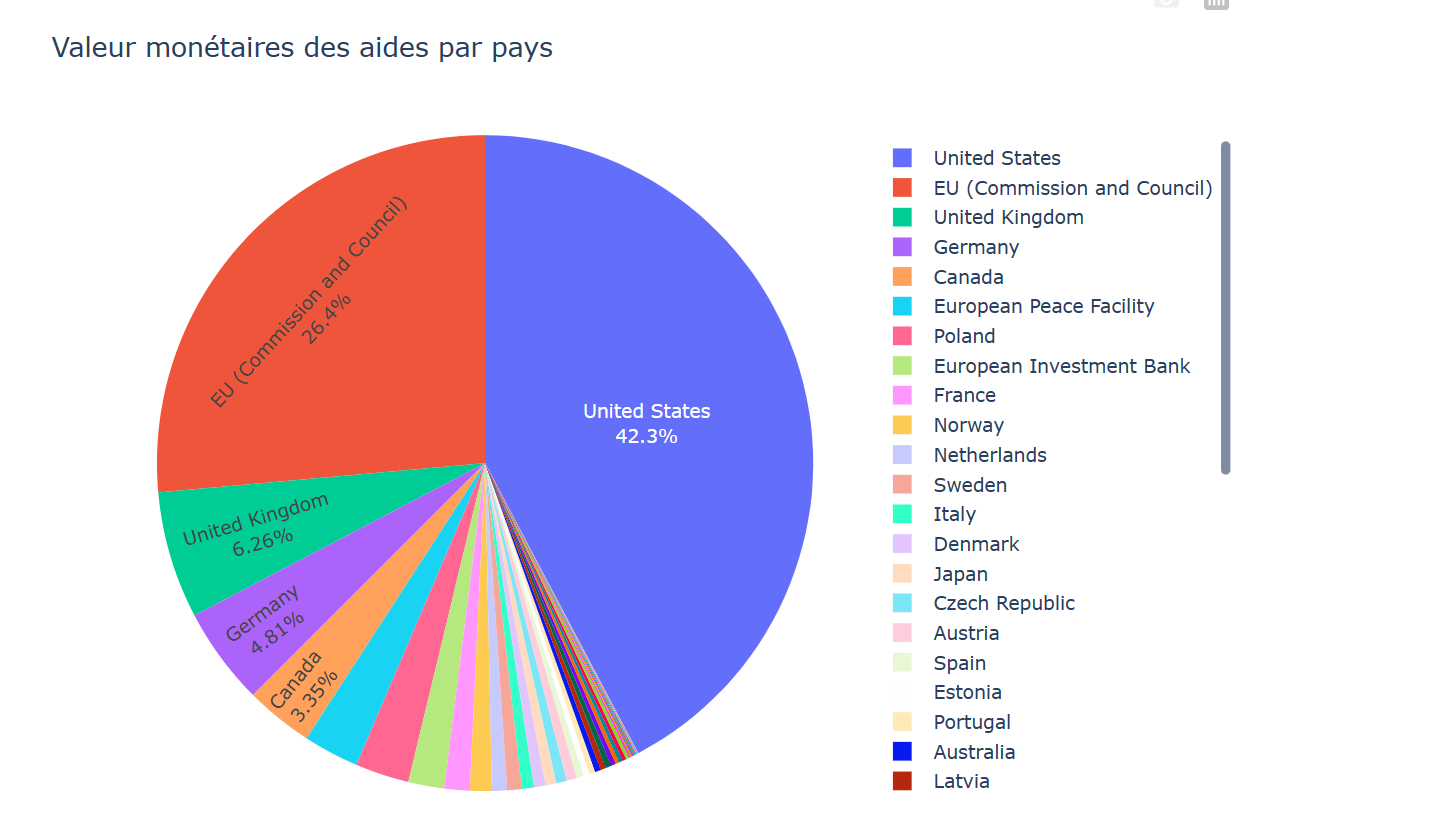 Valeur monétaires des aides par pays
EU (Commission and Council)
26.4%
United States
42.3%
United Kingdom
6.26%
Germany
4.81%
Canada
3.35%
United States
EU (Commission and Council)
United Kingdom
Germany
Canada
European Peace Facility
Poland
European Investment Bank
France
Norway
Netherlands
Sweden
Italy
Denmark
Japan
Czech Republic
Austria
Spain
Estonia
Portugal
Australia
Latvia